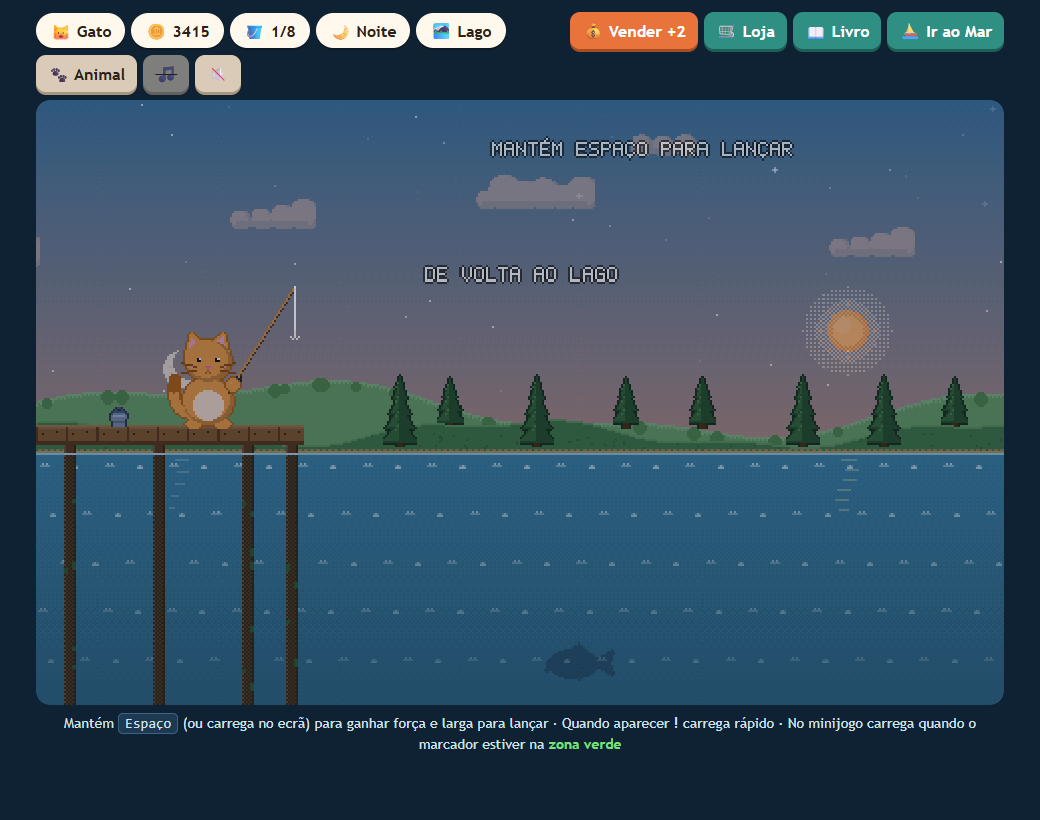 Gato
3415
1/8
Noite
Lago
Vender +2
Loja
Livro
Ir ao Mar
Animal
MANTÉM ESPAÇO PARA LANÇAR
DE VOLTA AO LAGO
Mantém Espaço (ou carrega no ecrã) para ganhar força e larga para lançar · Quando aparecer ! carrega rápido · No minijogo carrega quando o
marcador estiver na zona verde